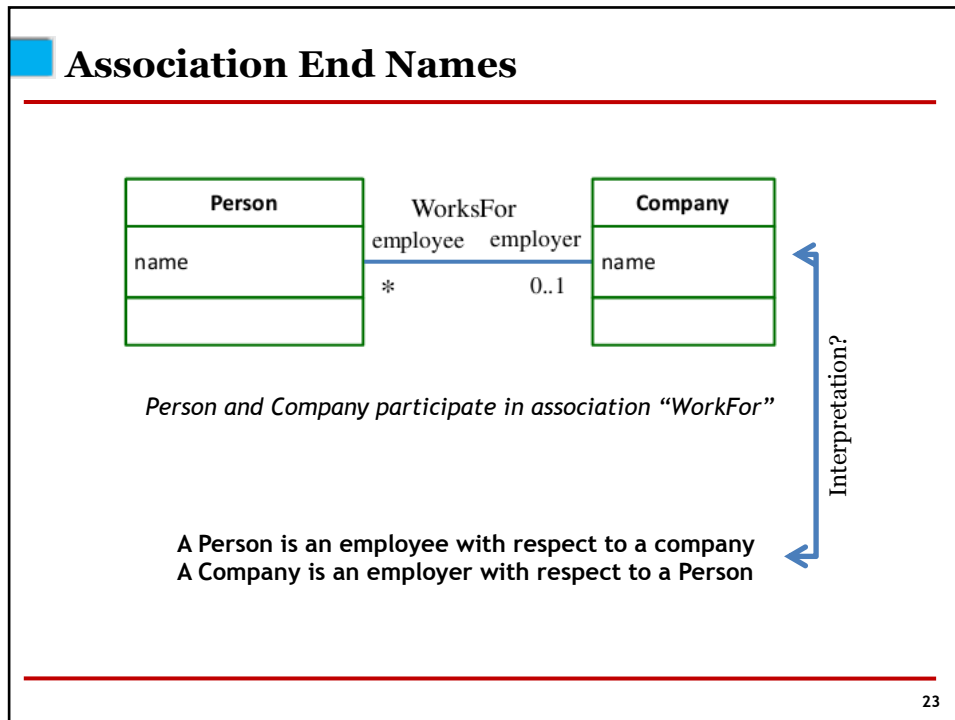 Association End Names
Person
WorksFor
Company
employee employer
name
name
* 0..1
Interpretation?
Person and Company participate in association “WorkFor”
A Person is an employee with respect to a company
A Company is an employer with respect to a Person
23